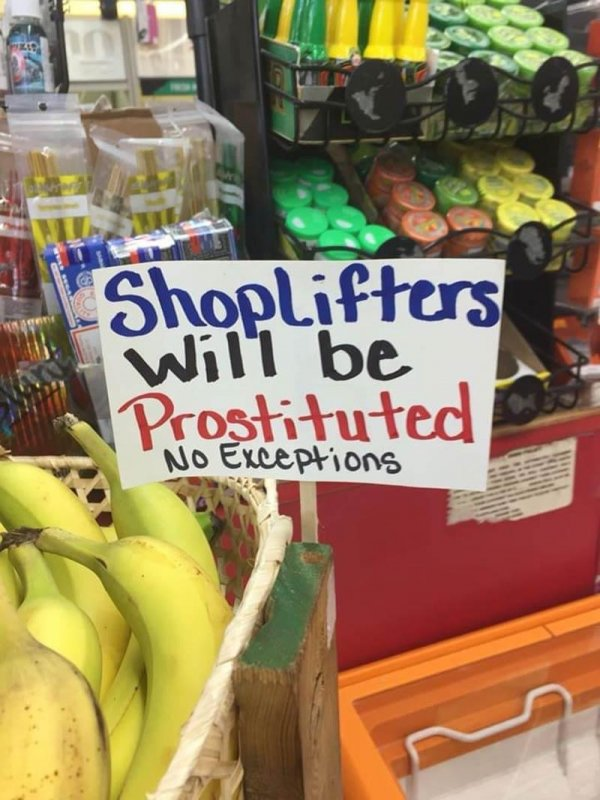 Shoplifters
Will be
Prostituted
No Exceptions